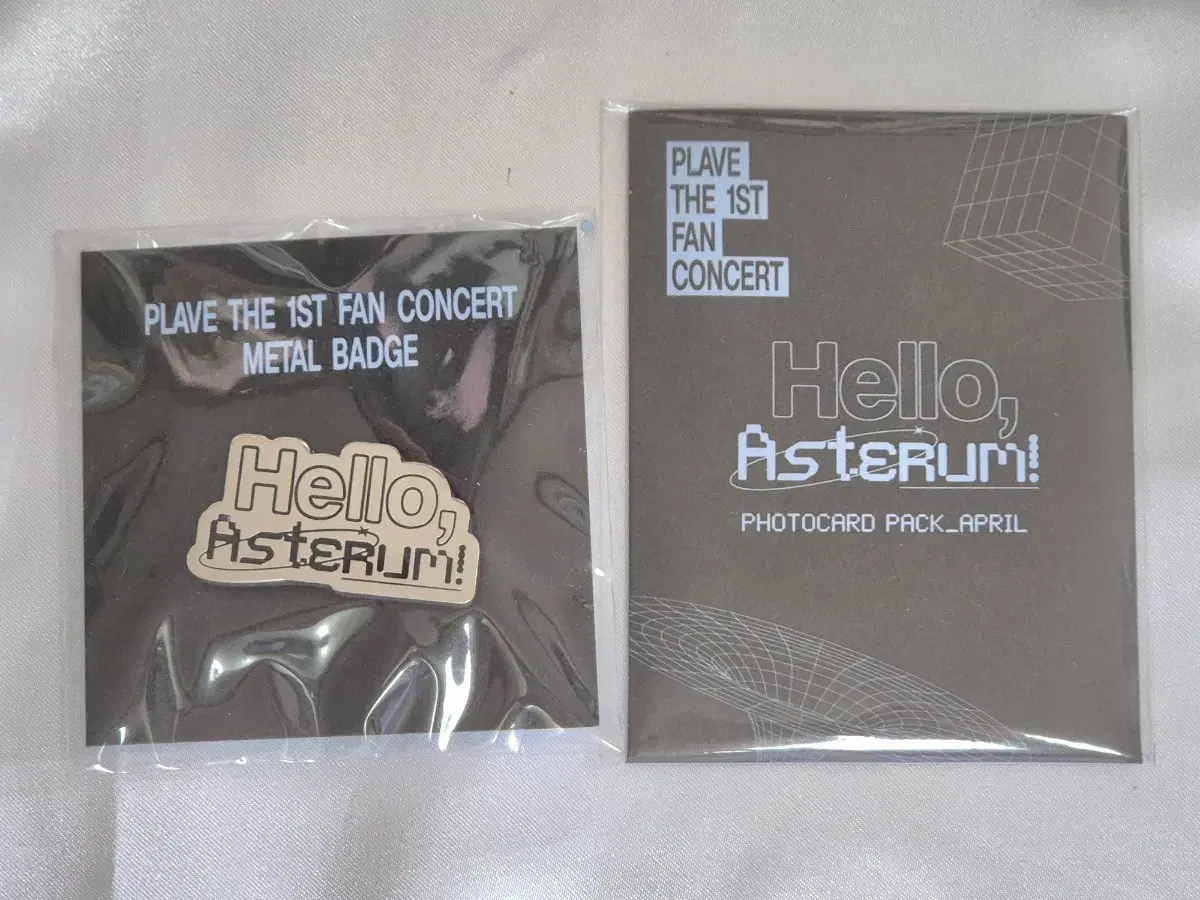 PLAVE THE 1ST FAN CONCERT
METAL BADGE
Hello,
Asterum!
PLAVE
THE 1ST
FAN
CONCERT
Hello,
Asterum!
PHOTOCARD PACK_APRIL